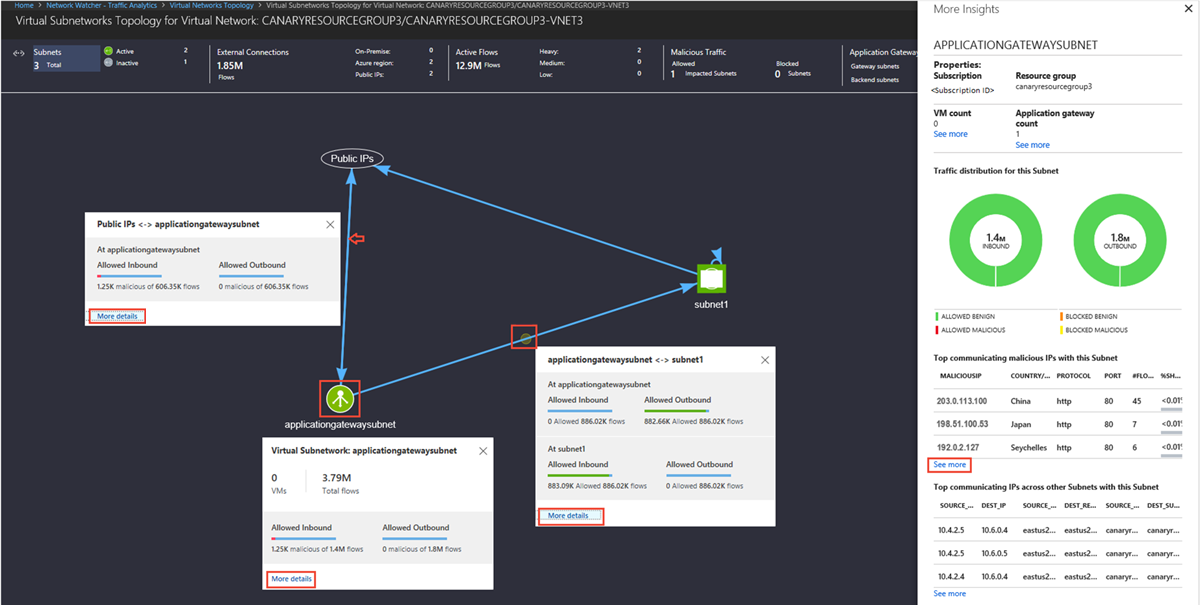 Home > Network Watcher - Traffic Analytics > Virtual Networks Topology > Virtual Subnetworks Topology for Virtual Network: CANARYRESOURCEGROUP3/CANARYRESOURCEGROUP3-VNET3
Virtual Subnetworks Topology for Virtual Network: CANARYRESOURCEGROUP3/CANARYRESOURCEGROUP3-VNET3
Subnets
3 Total
Active 2
Inactive 1
External Connections
1.85M
Flows
On-Premise: 0
Azure region: 2
Public IPs: 2
Active Flows
12.9M Flows
Heavy: 2
Medium: 0
Low: 0
Malicious Traffic
Allowed
1 Impacted Subnets
Blocked
0 Subnets
Application Gateway
Gateway subnets
Backend subnets
Public IPs
Public IPs <-> applicationgatewaysubnet
At applicationgatewaysubnet
Allowed Inbound Allowed Outbound
1.25K malicious of 606.35K flows 0 malicious of 606.35K flows
More details
subnet1
applicationgatewaysubnet
applicationgatewaysubnet <-> subnet1
At applicationgatewaysubnet
Allowed Inbound Allowed Outbound
0 Allowed 886.02K flows 882.66K Allowed 886.02K flows
At subnet1
Allowed Inbound Allowed Outbound
883.09K Allowed 886.02K flows 0 Allowed 886.02K flows
More details
Virtual Subnetwork: applicationgatewaysubnet
0 3.79M
VMs Total flows
Allowed Inbound Allowed Outbound
1.25K malicious of 1.4M flows 0 malicious of 1.8M flows
More details
More Insights
APPLICATIONGATEWAYSUBNET
Properties:
Subscription Resource group
<Subscription ID> canaryresourcegroup3
VM count
0
See more
Application gateway
count
1
See more
Traffic distribution for this Subnet
1.4M
INBOUND
1.8M
OUTBOUND
ALLOWED BENIGN BLOCKED BENIGN
ALLOWED MALICIOUS BLOCKED MALICIOUS
Top communicating malicious IPs with this Subnet
MALICIOUSIP COUNTRY/... PROTOCOL PORT #FLO... %SH...
203.0.113.100 China http 80 45 <0.01
198.51.100.53 Japan http 80 7 <0.01
192.0.2.127 Seychelles http 80 6 <0.01
See more
Top communicating IPs across other Subnets with this Subnet
SOURCE_... DEST_IP SOURCE_... DEST_RE... SOURCE_... DEST_SU...
10.4.2.5 10.6.0.4 eastus2... eastus2... canaryr... canaryr...
10.4.2.5 10.6.0.5 eastus2... eastus2... canaryr... canaryr...
10.4.2.4 10.6.0.4 eastus2... eastus2... canaryr... canaryr...
See more